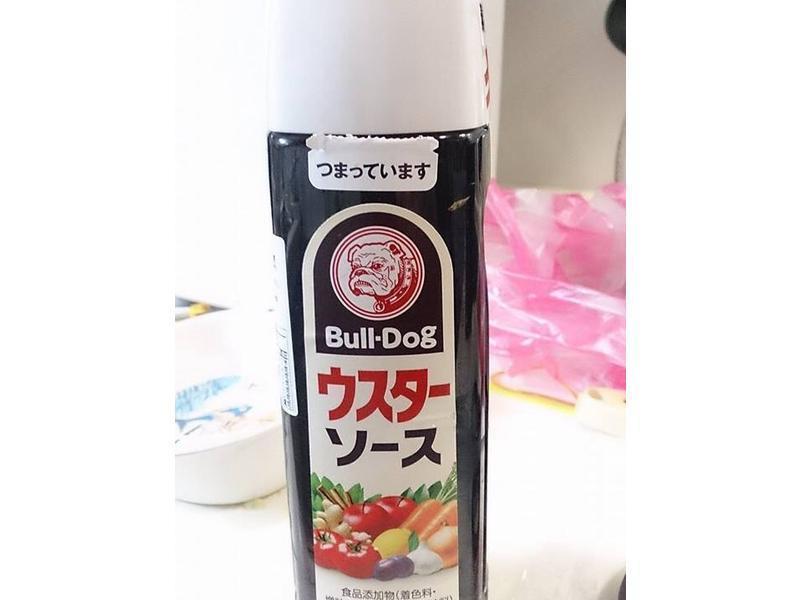 つまっています
Bull-Dog
ウスター
ソース
食品添加物(着色料・